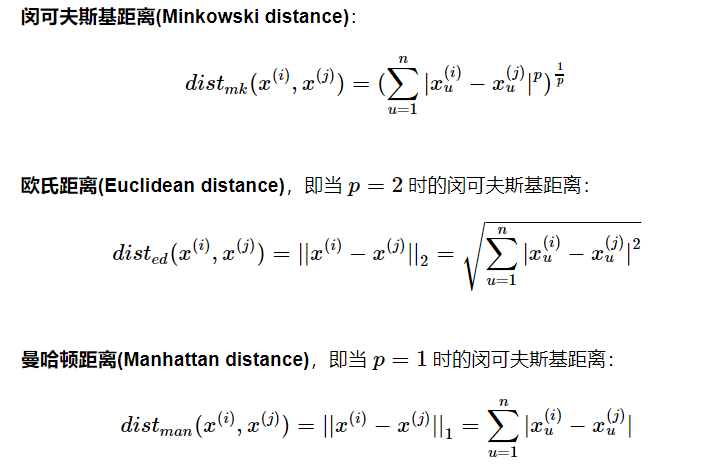 闵可夫斯基距离(Minkowski distance)：
$dist_{mk}(x^{(i)}, x^{(j)}) = (\sum_{u=1}^{n} |x_u^{(i)} - x_u^{(j)}|^p)^{\frac{1}{p}}$
欧氏距离(Euclidean distance)，即当 $p = 2$ 时的闵可夫斯基距离：
$dist_{ed}(x^{(i)}, x^{(j)}) = ||x^{(i)} - x^{(j)}||_2 = \sqrt{\sum_{u=1}^{n} |x_u^{(i)} - x_u^{(j)}|^2}$
曼哈顿距离(Manhattan distance)，即当 $p = 1$ 时的闵可夫斯基距离：
$dist_{man}(x^{(i)}, x^{(j)}) = ||x^{(i)} - x^{(j)}||_1 = \sum_{u=1}^{n} |x_u^{(i)} - x_u^{(j)}|$